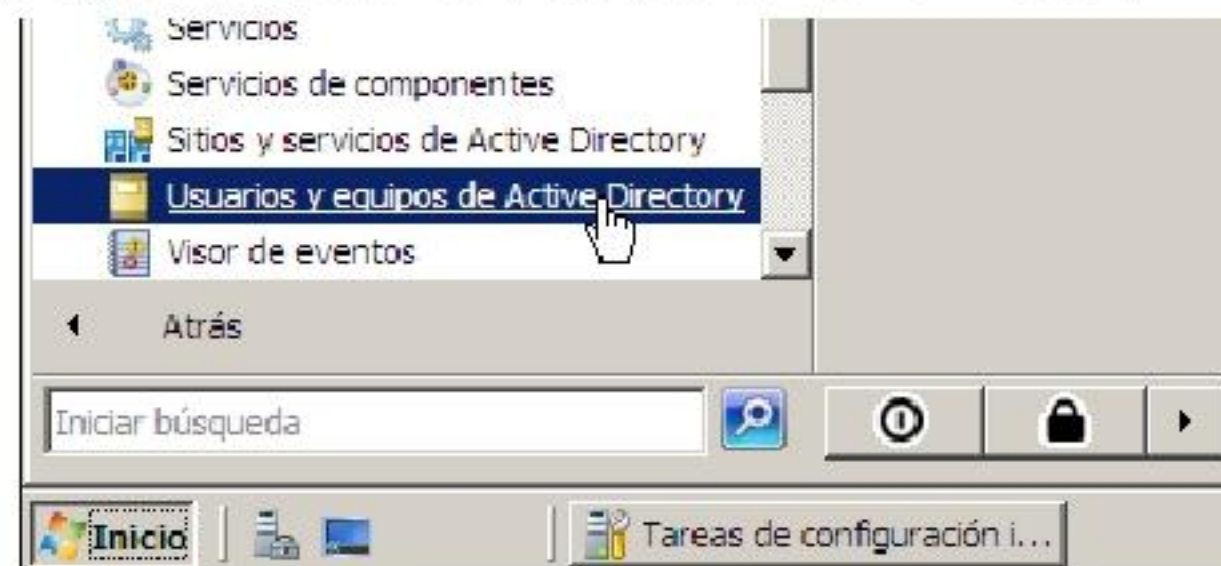 Servicios
Servicios de componentes
Sitios y servicios de Active Directory
Usuarios y equipos de Active Directory
Visor de eventos
Atrás
Iniciar búsqueda
Inicio
Tareas de configuración i...